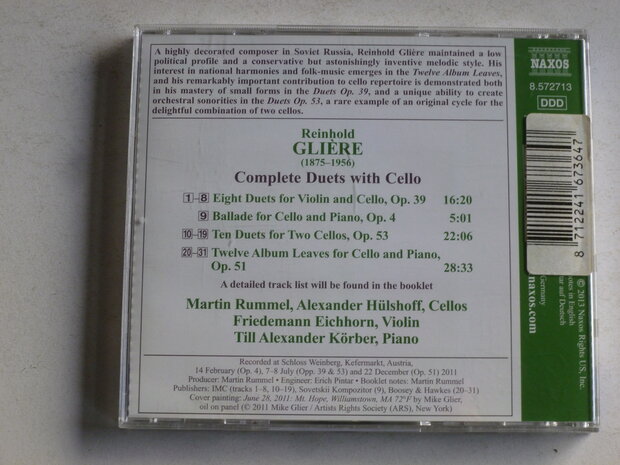 A highly decorated composer in Soviet Russia, Reinhold Glière maintained a low
political profile and a conservative but astonishingly inventive melodic style. His
interest in national harmonies and folk-music emerges in the Twelve Album Leaves,
and his remarkably important contribution to cello repertoire is demonstrated both
in his mastery of small forms in the Duets Op. 39, and a unique ability to create
orchestral sonorities in the Duets Op. 53, a rare example of an original cycle for the
delightful combination of two cellos.
Reinhold
GLIÈRE
(1875–1956)
Complete Duets with Cello
1–8 Eight Duets for Violin and Cello, Op. 39 16:20
9 Ballade for Cello and Piano, Op. 4 5:01
10–19 Ten Duets for Two Cellos, Op. 53 22:06
20–31 Twelve Album Leaves for Cello and Piano,
Op. 51 28:33
A detailed track list will be found in the booklet
Martin Rummel, Alexander Hülshoff, Cellos
Friedemann Eichhorn, Violin
Till Alexander Körber, Piano
Recorded at Schloss Weinberg, Kefermarkt, Austria,
14 February (Op. 4), 7–8 July (Opp. 39 & 53) and 22 December (Op. 51) 2011
Producer: Martin Rummel • Engineer: Erich Pintar • Booklet notes: Martin Rummel
Publishers: IMC (tracks 1–8, 10–19), Sovetskii Kompozitor (9), Boosey & Hawkes (20–31)
Cover painting: June 28, 2011: Mt. Hope, Williamstown, MA 72°F by Mike Glier,
oil on panel (© 2011 Mike Glier / Artists Rights Society (ARS), New York)
NAXOS
8.572713
DDD
8 712241 673647
© 2013 Naxos Rights US, Inc.
notes in English
auf Deutsch
Germany
naxos.com